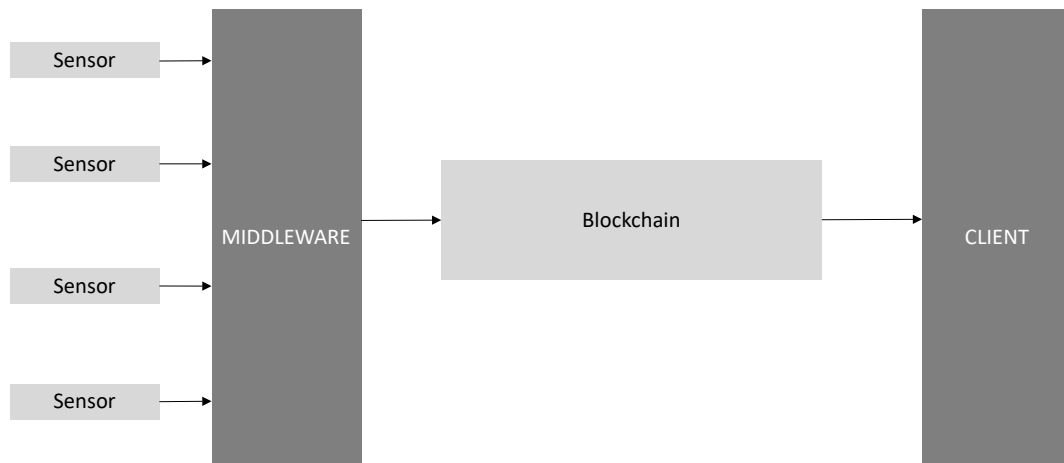 Sensor
Sensor
Sensor
Sensor
MIDDLEWARE
Blockchain
CLIENT